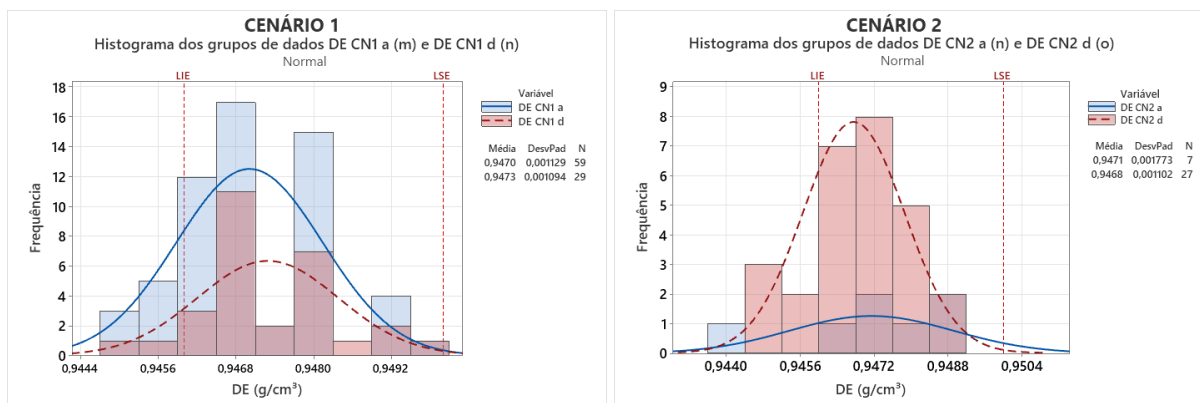 CENÁRIO 1
Histograma dos grupos de dados DE CN1 a (m) e DE CN1 d (n)
Normal
LIE
LSE
18
16
14
12
10
8
6
4
2
0
Frequência
0,9444
0,9456
0,9468
0,9480
0,9492
DE (g/cm³)
Variável
DE CN1 a
DE CN1 d
Média DesvPad N
0,9470 0,001129 59
0,9473 0,001094 29
CENÁRIO 2
Histograma dos grupos de dados DE CN2 a (n) e DE CN2 d (o)
Normal
LIE
LSE
9
8
7
6
5
4
3
2
1
0
Frequência
0,9440
0,9456
0,9472
0,9488
0,9504
DE (g/cm³)
Variável
DE CN2 a
DE CN2 d
Média DesvPad N
0,9471 0,001773 7
0,9468 0,001102 27